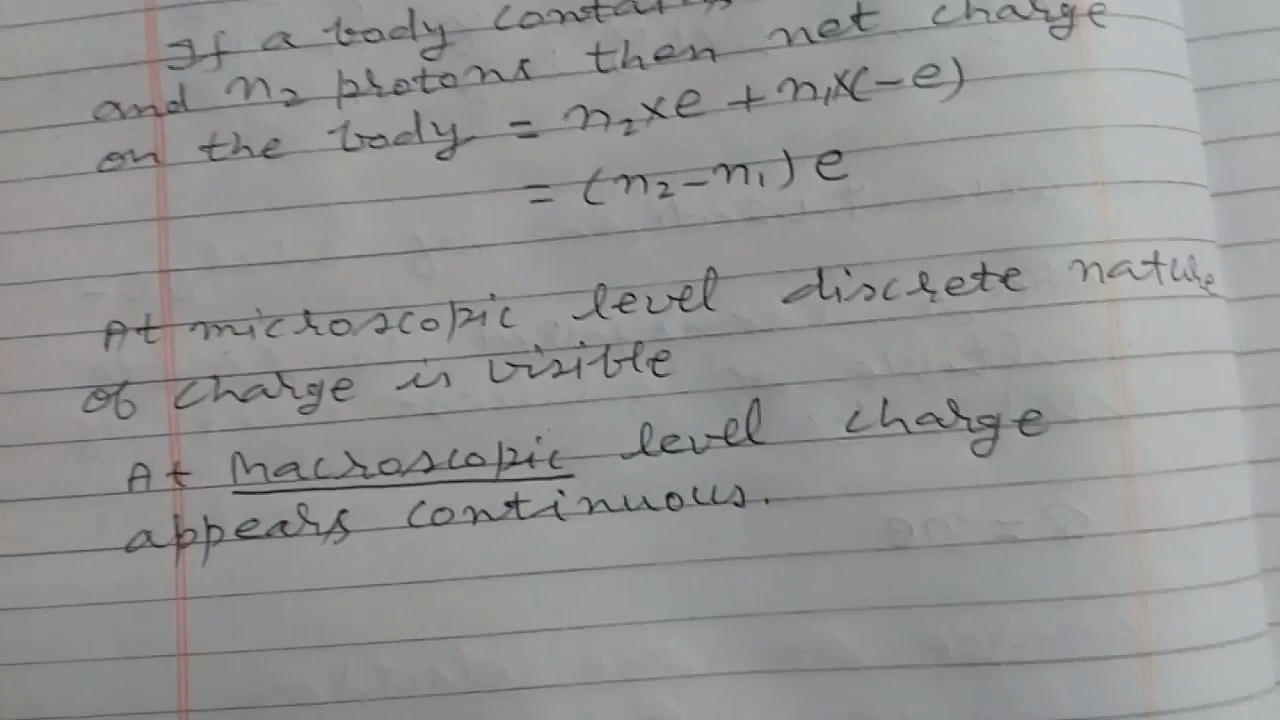 If a body
and n₂ protons then net charge
on the body = n₂×e + n₁×(-e)
= (n₂-n₁)e
At microscopic level discrete nature
of charge is visible
At macroscopic level charge
appears continuous.